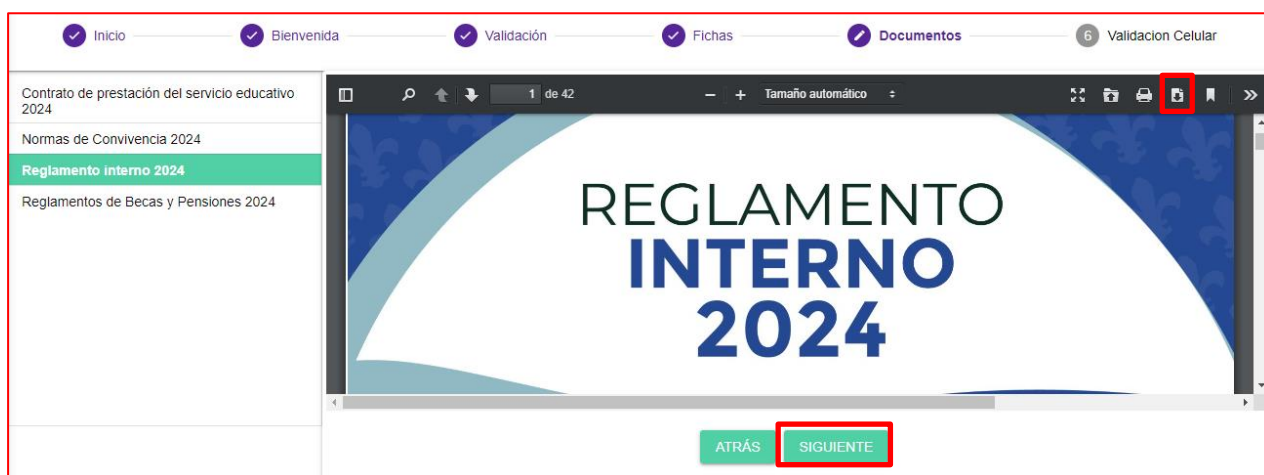 Inicio
Bienvenida
Validación
Fichas
Documentos
6 Validacion Celular
Contrato de prestación del servicio educativo
2024
Normas de Convivencia 2024
Reglamento interno 2024
Reglamentos de Becas y Pensiones 2024
1 de 42
Tamaño automático
REGLAMENTO
INTERNO
2024
ATRÁS
SIGUIENTE